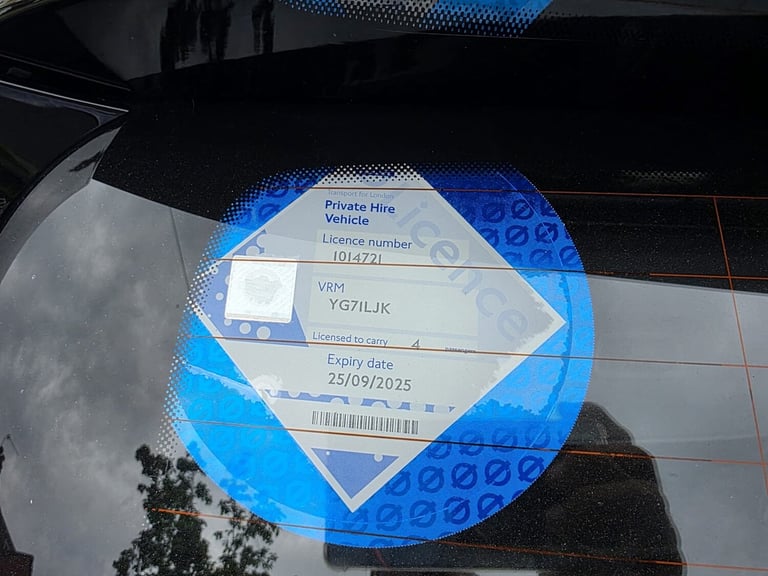 Transport for London
Private Hire
Vehicle
Licence number
1014721
VRM
YG71LJK
Licensed to carry 4 passengers
Expiry date
25/09/2025
licence